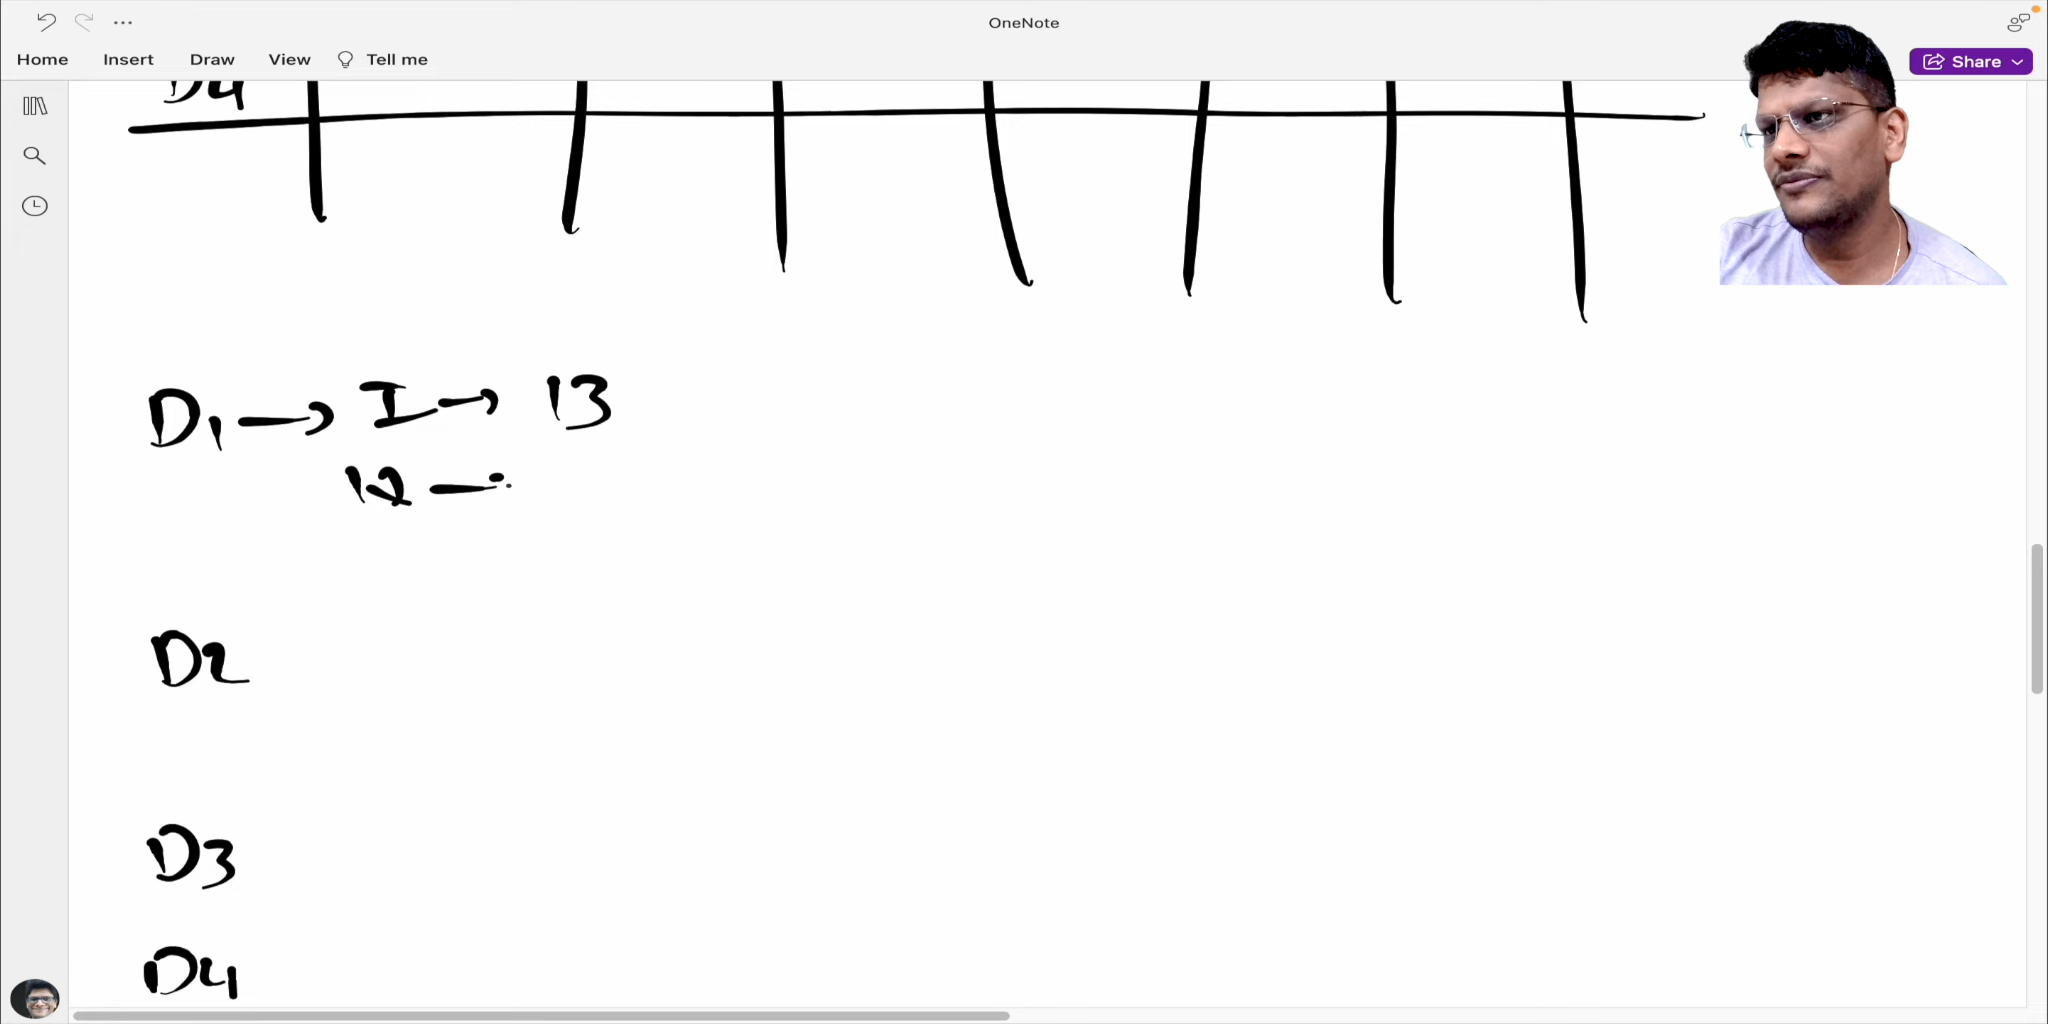 OneNote
Home Insert Draw View Tell me Share
D4
D1 → I → 13
12 —
D2
D3
D4